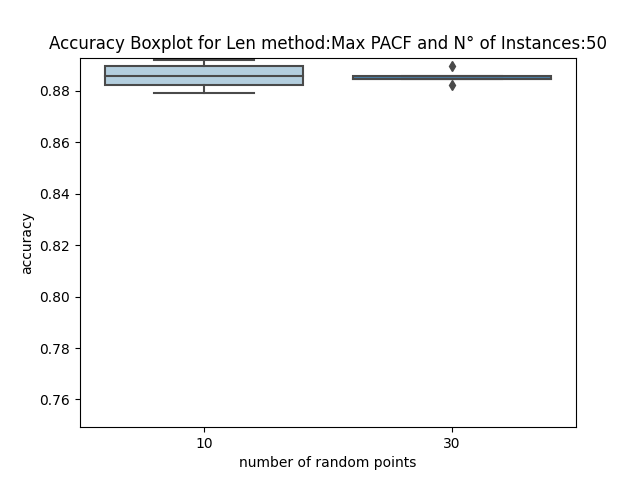 Accuracy Boxplot for Len method:Max PACF and N° of Instances:50
0.88
0.86
0.84
0.82
0.80
0.78
0.76
accuracy
10 30
number of random points